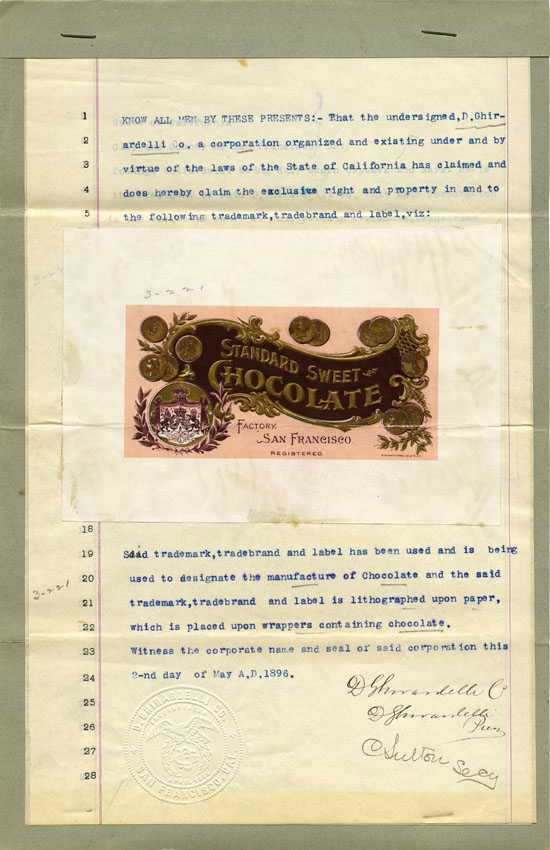 1 KNOW ALL MEN BY THESE PRESENTS:- That the undersigned,D.Ghir-
2 ardelli Co. a corporation organized and existing under and by
3 virtue of the laws of the State of California has claimed and
4 does hereby claim the exclusive right and property in and to
5 the following trademark,tradebrand and label,viz:
3-221
3-221
STANDARD SWEET
CHOCOLATE
FACTORY.
SAN FRANCISCO
REGISTERED.
18
19 Said trademark,tradebrand and label has been used and is being
20 used to designate the manufacture of Chocolate and the said
3-221
21 trademark,tradebrand and label is lithographed upon paper,
22 which is placed upon wrappers containing chocolate.
23 Witness the corporate name and seal of said corporation this
24 2-nd day of May A.D.1896.
25 D Ghirardelli Co
26 D Ghirardelli
Pres
27 C Sutton Secy
28
D. GHIRARDELLI CO.
SAN FRANCISCO, CAL.